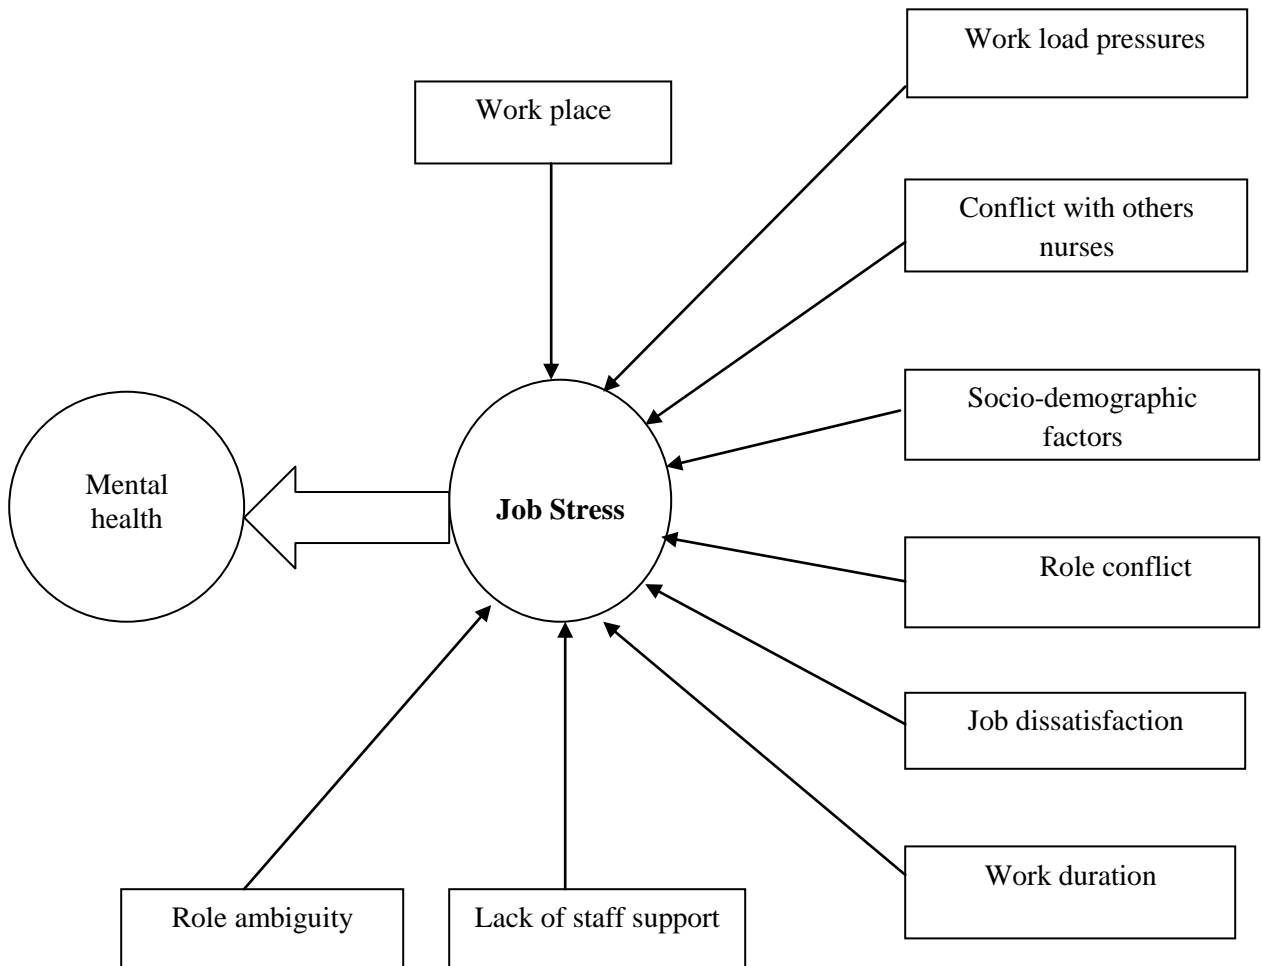 Work load pressures
Work place
Conflict with others
nurses
Socio-demographic
factors
Mental
health
Job Stress
Role conflict
Job dissatisfaction
Work duration
Role ambiguity
Lack of staff support